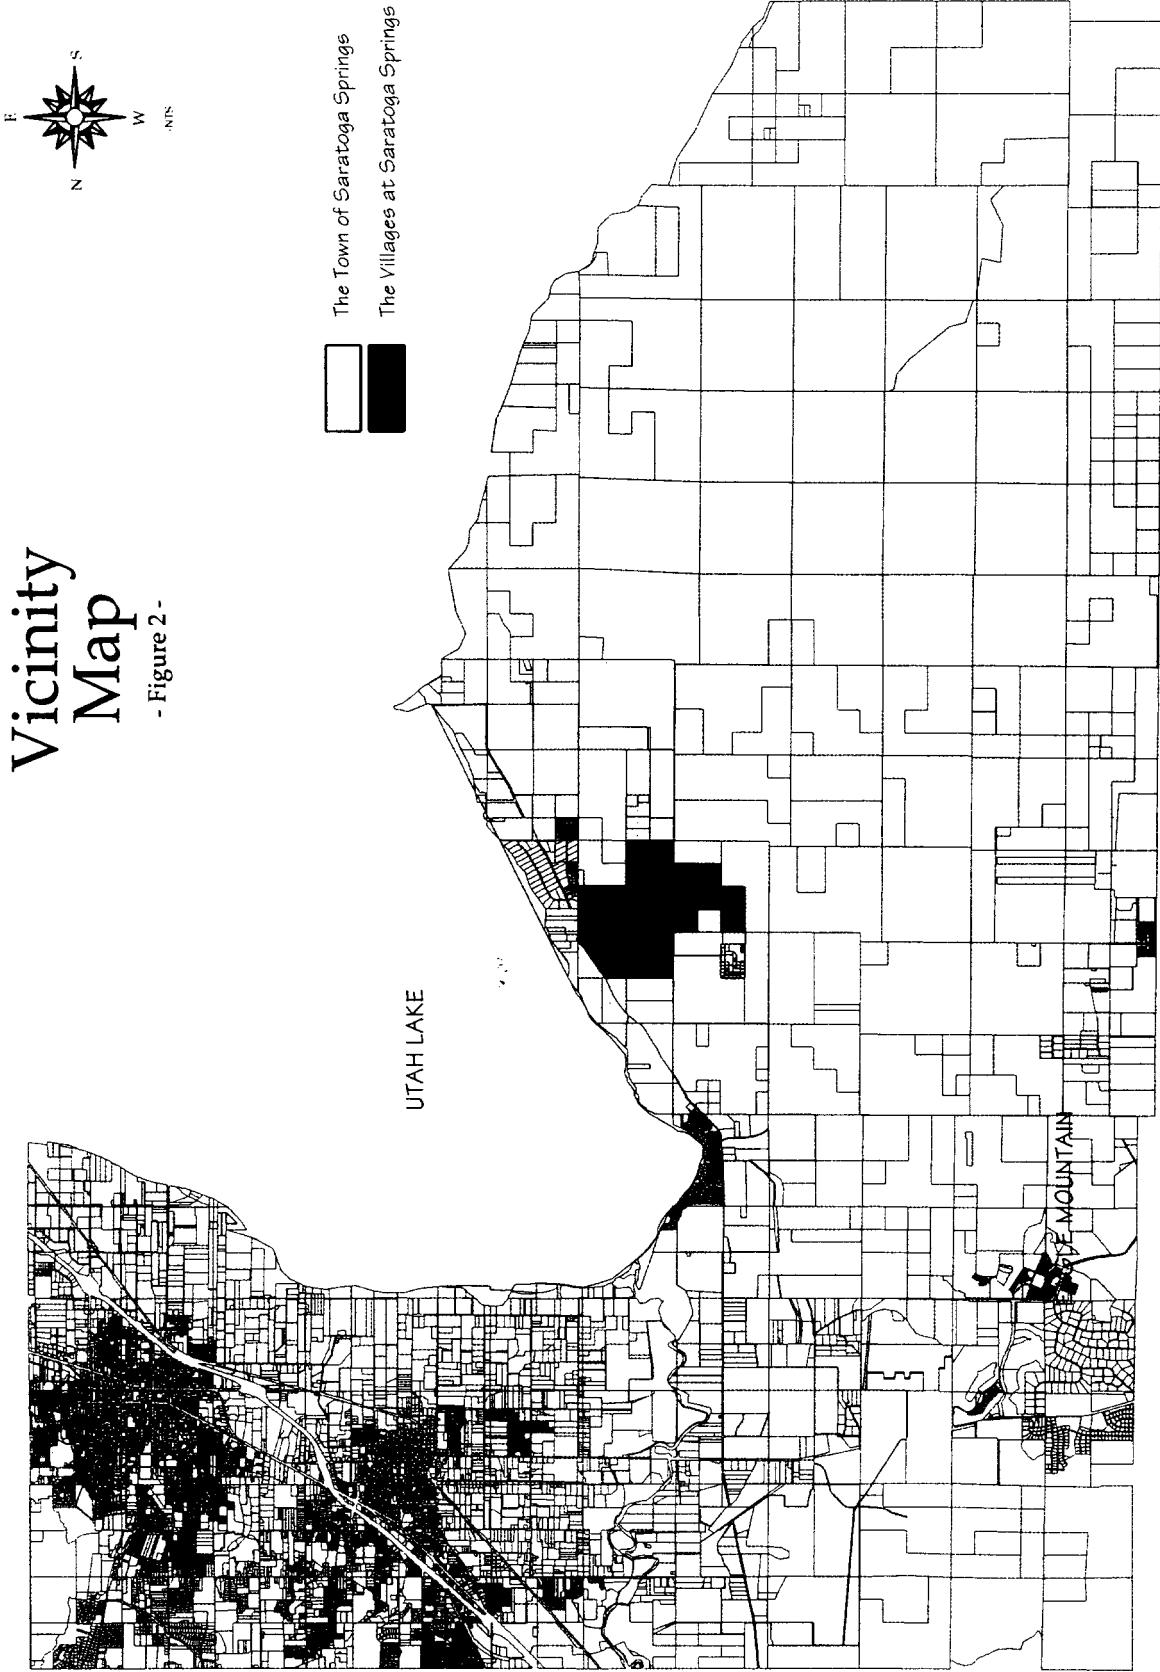 Vicinity
Map
- Figure 2 -
E
N
S
W
-NTS
The Town of Saratoga Springs
The Villages at Saratoga Springs
UTAH LAKE
MOUNTAIN